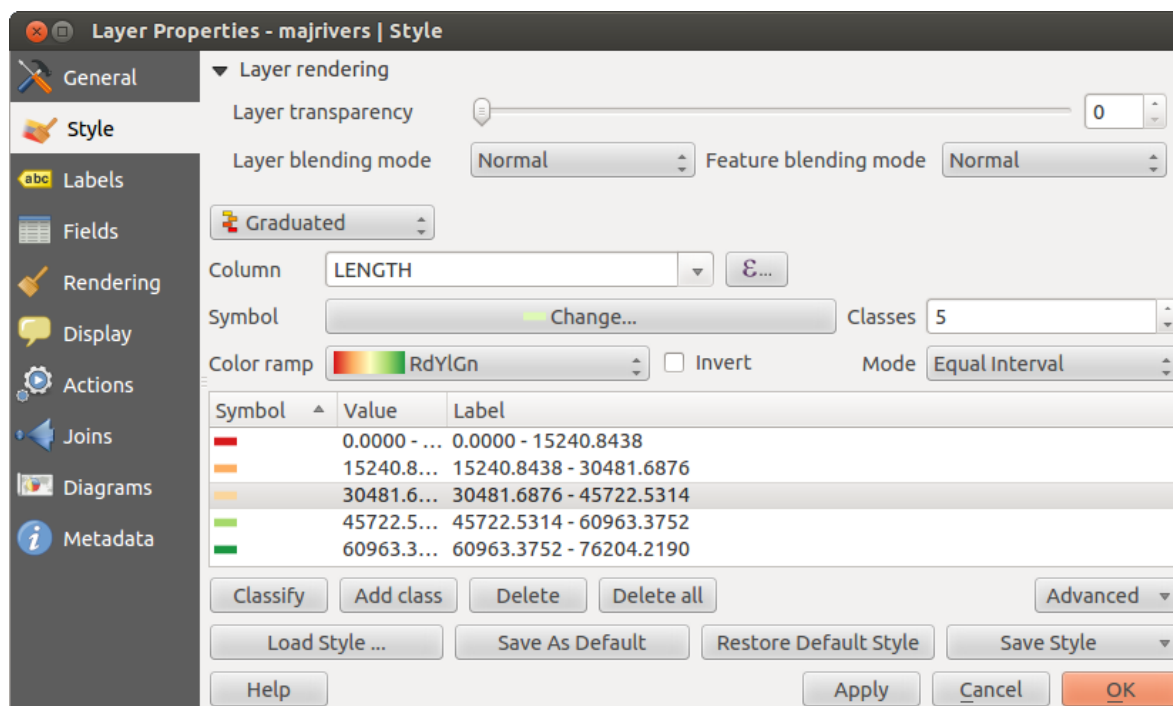 Layer Properties - majrivers | Style
General
Style
abc Labels
Fields
Rendering
Display
Actions
Joins
Diagrams
Metadata
Layer rendering
Layer transparency 0
Layer blending mode Normal Feature blending mode Normal
Graduated
Column LENGTH ε...
Symbol Change... Classes 5
Color ramp RdYlGn Invert Mode Equal Interval
Symbol Value Label
0.0000 - ... 0.0000 - 15240.8438
15240.8... 15240.8438 - 30481.6876
30481.6... 30481.6876 - 45722.5314
45722.5... 45722.5314 - 60963.3752
60963.3... 60963.3752 - 76204.2190
Classify Add class Delete Delete all Advanced
Load Style ... Save As Default Restore Default Style Save Style
Help Apply Cancel OK